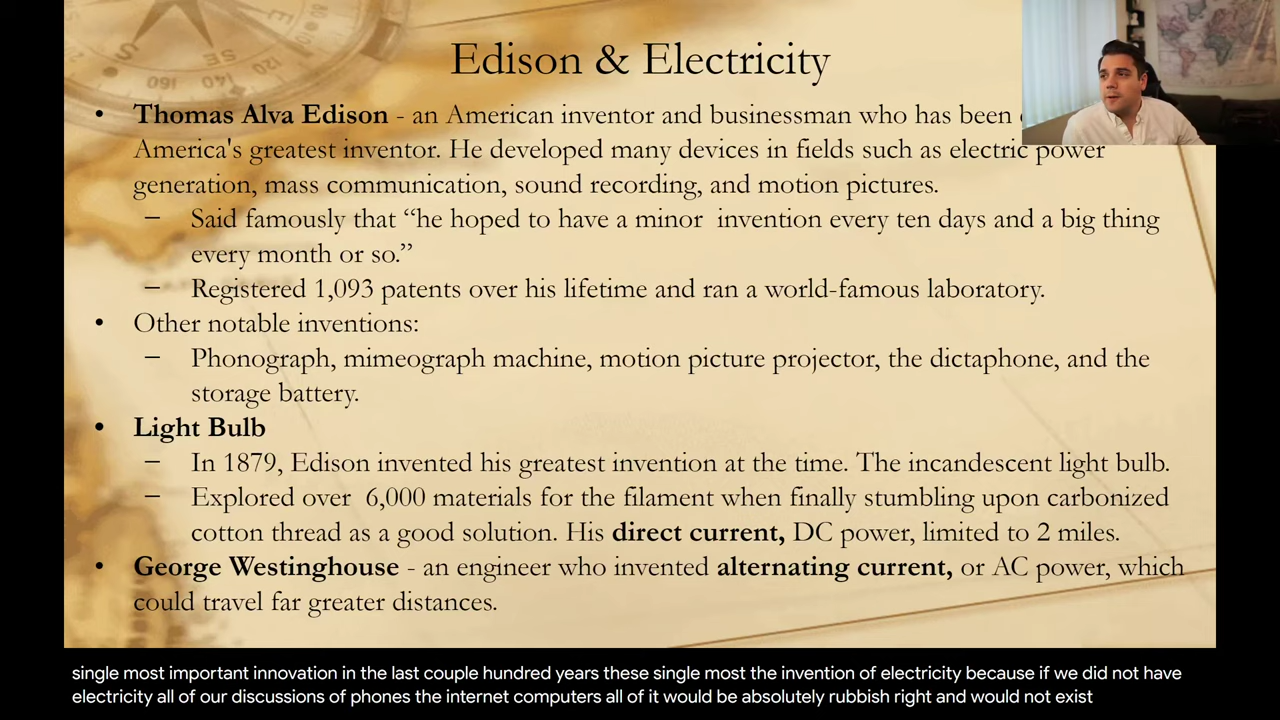 Edison & Electricity
• Thomas Alva Edison - an American inventor and businessman who has been
America's greatest inventor. He developed many devices in fields such as electric power
generation, mass communication, sound recording, and motion pictures.
– Said famously that “he hoped to have a minor invention every ten days and a big thing
every month or so.”
– Registered 1,093 patents over his lifetime and ran a world-famous laboratory.
• Other notable inventions:
– Phonograph, mimeograph machine, motion picture projector, the dictaphone, and the
storage battery.
• Light Bulb
– In 1879, Edison invented his greatest invention at the time. The incandescent light bulb.
– Explored over 6,000 materials for the filament when finally stumbling upon carbonized
cotton thread as a good solution. His direct current, DC power, limited to 2 miles.
• George Westinghouse - an engineer who invented alternating current, or AC power, which
could travel far greater distances.
single most important innovation in the last couple hundred years these single most the invention of electricity because if we did not have
electricity all of our discussions of phones the internet computers all of it would be absolutely rubbish right and would not exist